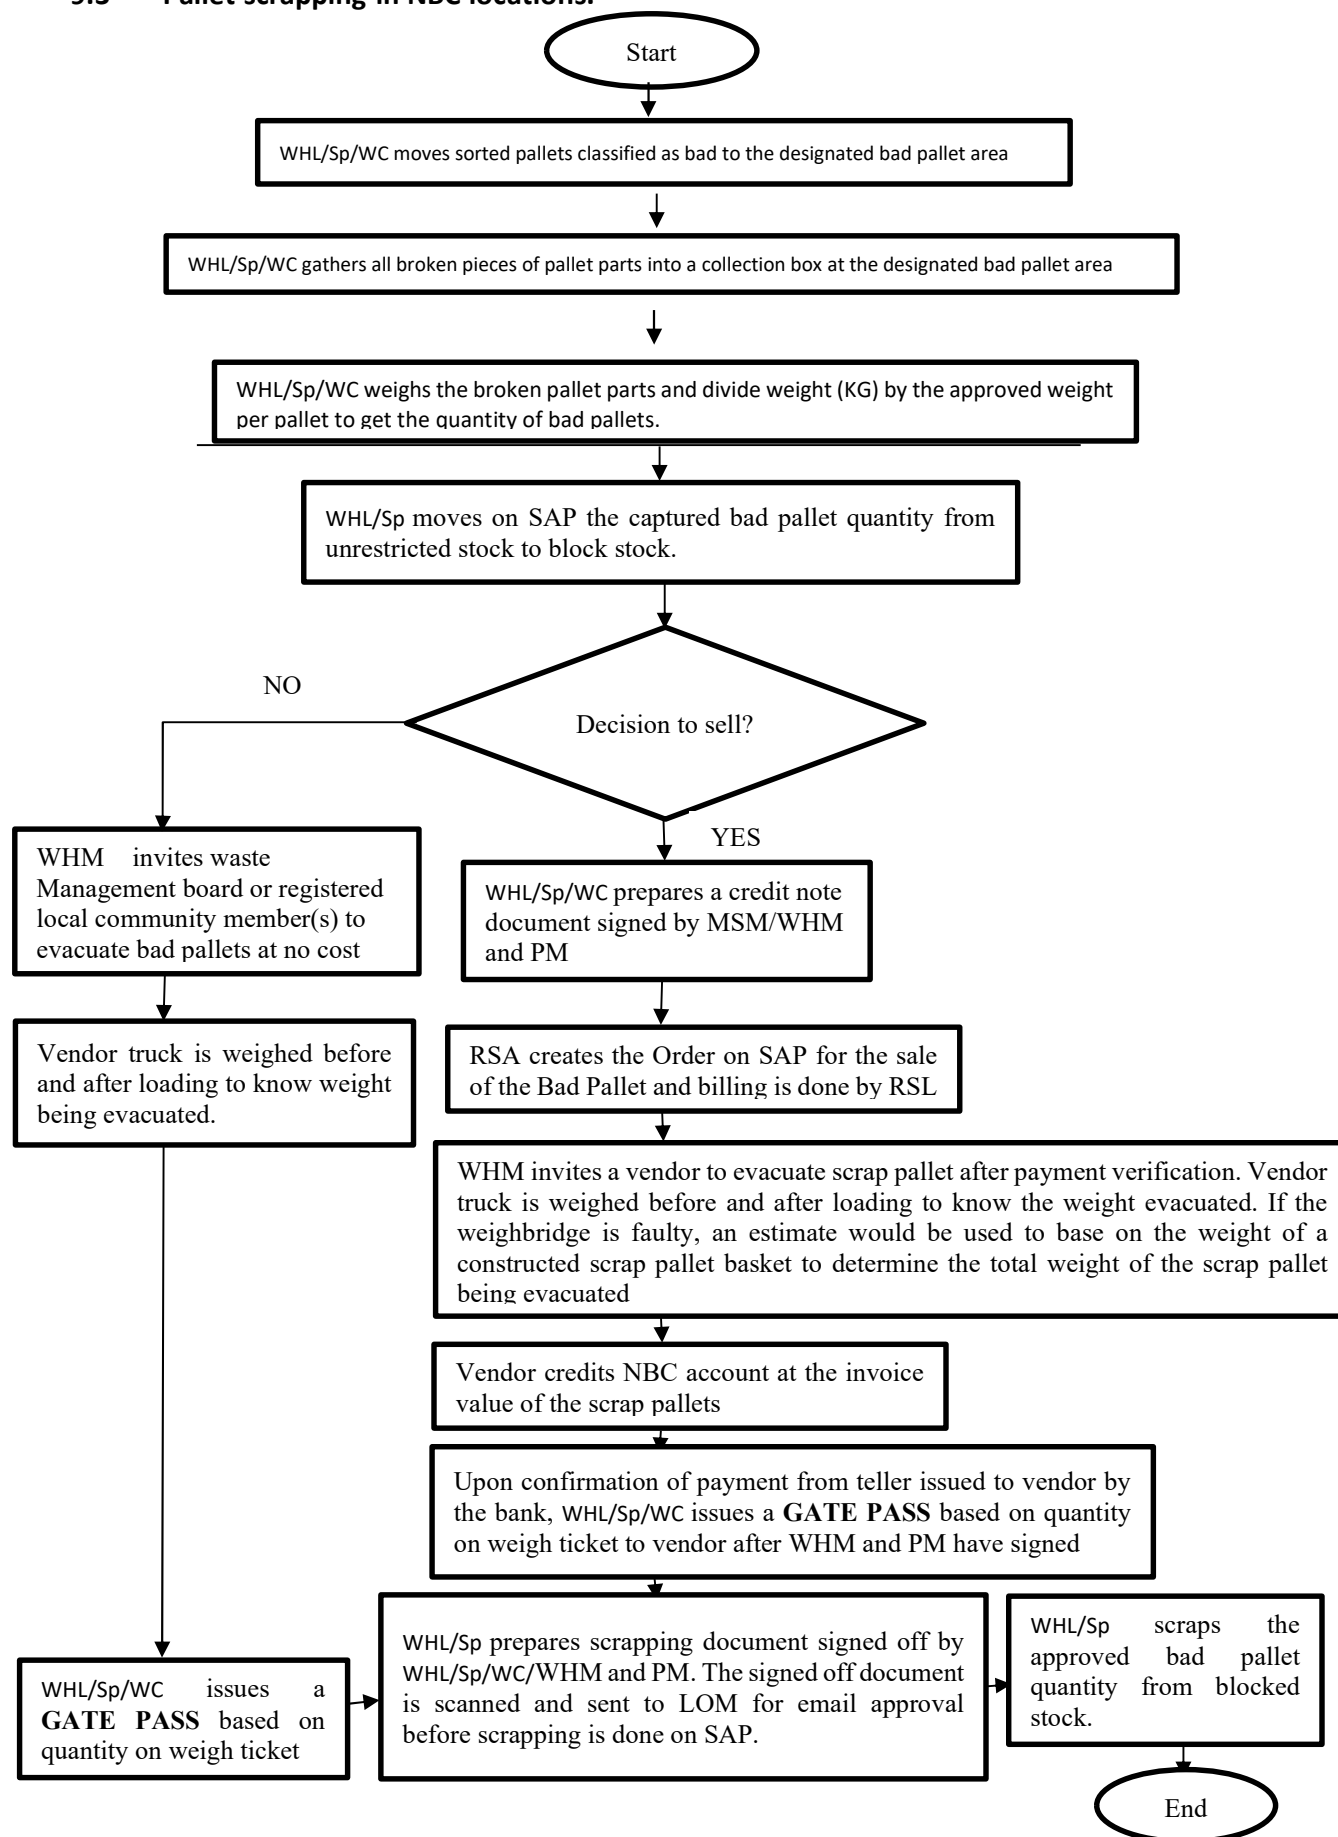 Pallet scrapping in NBC locations.
Start
WHL/Sp/WC moves sorted pallets classified as bad to the designated bad pallet area
WHL/Sp/WC gathers all broken pieces of pallet parts into a collection box at the designated bad pallet area
WHL/Sp/WC weighs the broken pallet parts and divide weight (KG) by the approved weight
per pallet to get the quantity of bad pallets.
WHL/Sp moves on SAP the captured bad pallet quantity from
unrestricted stock to block stock.
Decision to sell?
NO
YES
WHM invites waste
Management board or registered
local community member(s) to
evacuate bad pallets at no cost
Vendor truck is weighed before
and after loading to know weight
being evacuated.
WHL/Sp/WC prepares a credit note
document signed by MSM/WHM
and PM
RSA creates the Order on SAP for the sale
of the Bad Pallet and billing is done by RSL
WHM invites a vendor to evacuate scrap pallet after payment verification. Vendor
truck is weighed before and after loading to know the weight evacuated. If the
weighbridge is faulty, an estimate would be used to base on the weight of a
constructed scrap pallet basket to determine the total weight of the scrap pallet
being evacuated
Vendor credits NBC account at the invoice
value of the scrap pallets
Upon confirmation of payment from teller issued to vendor by
the bank, WHL/Sp/WC issues a GATE PASS based on quantity
on weigh ticket to vendor after WHM and PM have signed
WHL/Sp/WC issues a
GATE PASS based on
quantity on weigh ticket
WHL/Sp prepares scrapping document signed off by
WHL/Sp/WC/WHM and PM. The signed off document
is scanned and sent to LOM for email approval
before scrapping is done on SAP.
WHL/Sp scraps the
approved bad pallet
quantity from blocked
stock.
End